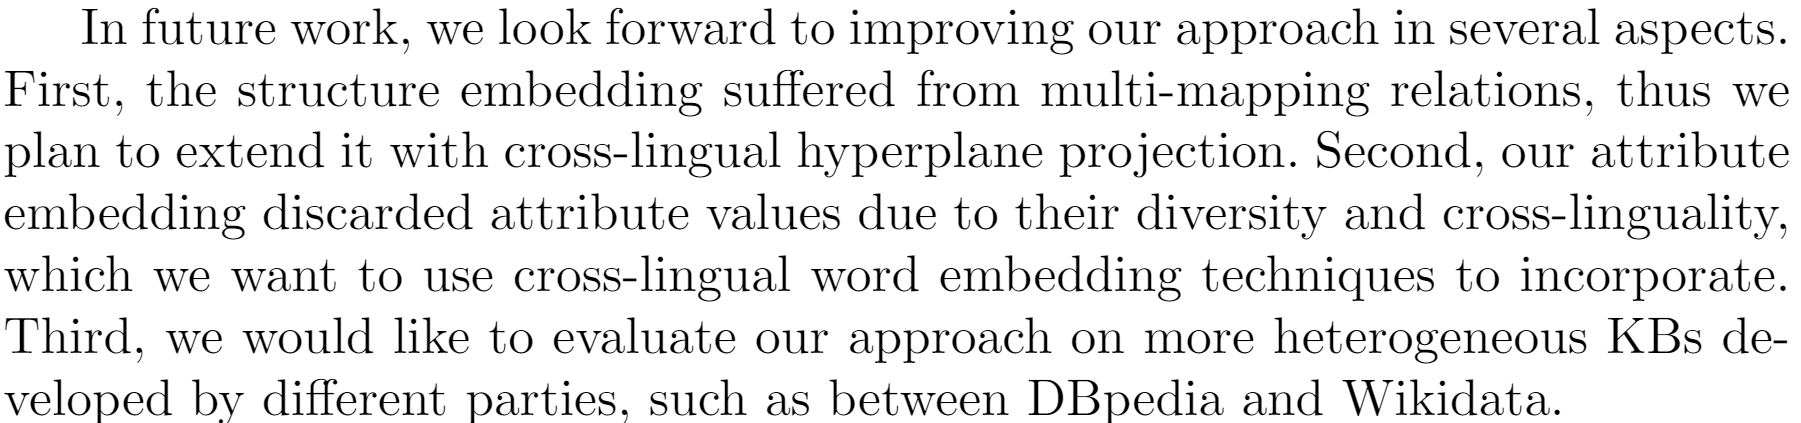 In future work, we look forward to improving our approach in several aspects.
First, the structure embedding suffered from multi-mapping relations, thus we
plan to extend it with cross-lingual hyperplane projection. Second, our attribute
embedding discarded attribute values due to their diversity and cross-linguality,
which we want to use cross-lingual word embedding techniques to incorporate.
Third, we would like to evaluate our approach on more heterogeneous KBs de-
veloped by different parties, such as between DBpedia and Wikidata.